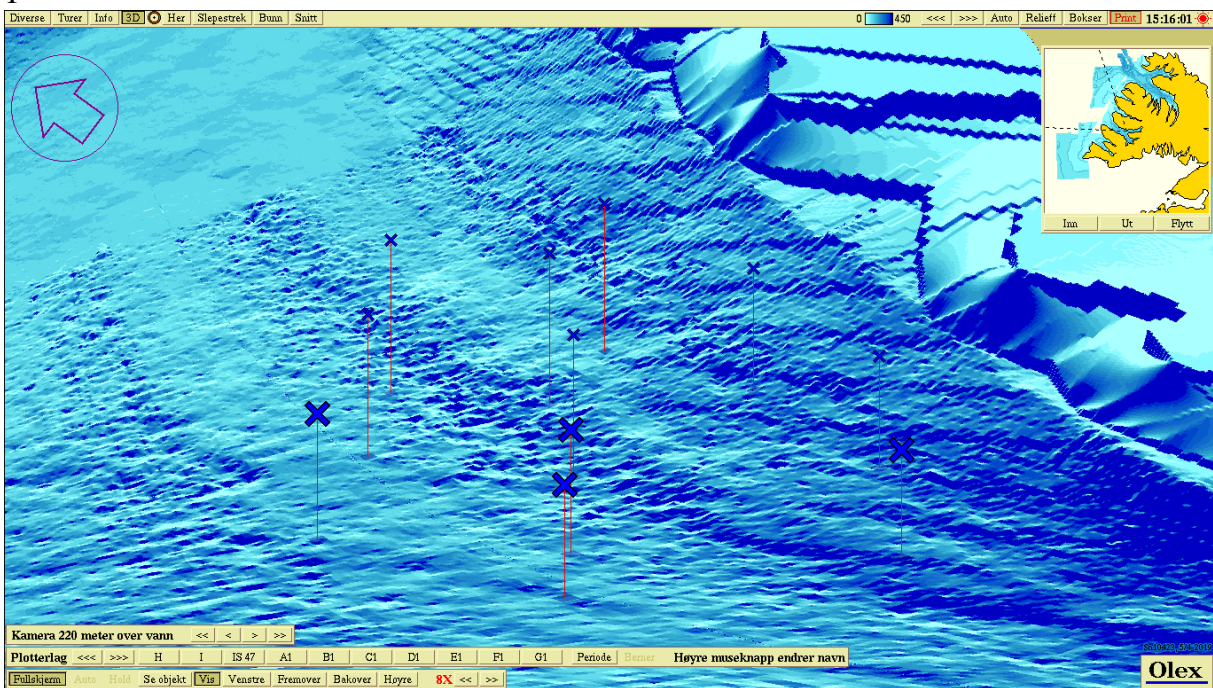 Diverse Turer Info 3D Her Slepestrek Bunn Snitt 0 450 <<< >>> Auto Relieff Bokser Print 15:16:01
Inn Ut Flytt
Kamera 220 meter over vann << < > >>
Plotterlag <<< >>> H I IS 47 A1 B1 C1 D1 E1 F1 G1 Periode Høyre museknapp endrer navn
Fullskjerm Auto Hold Se objekt Vis Venstre Fremover Bakover Høyre 8X << >>
Olex